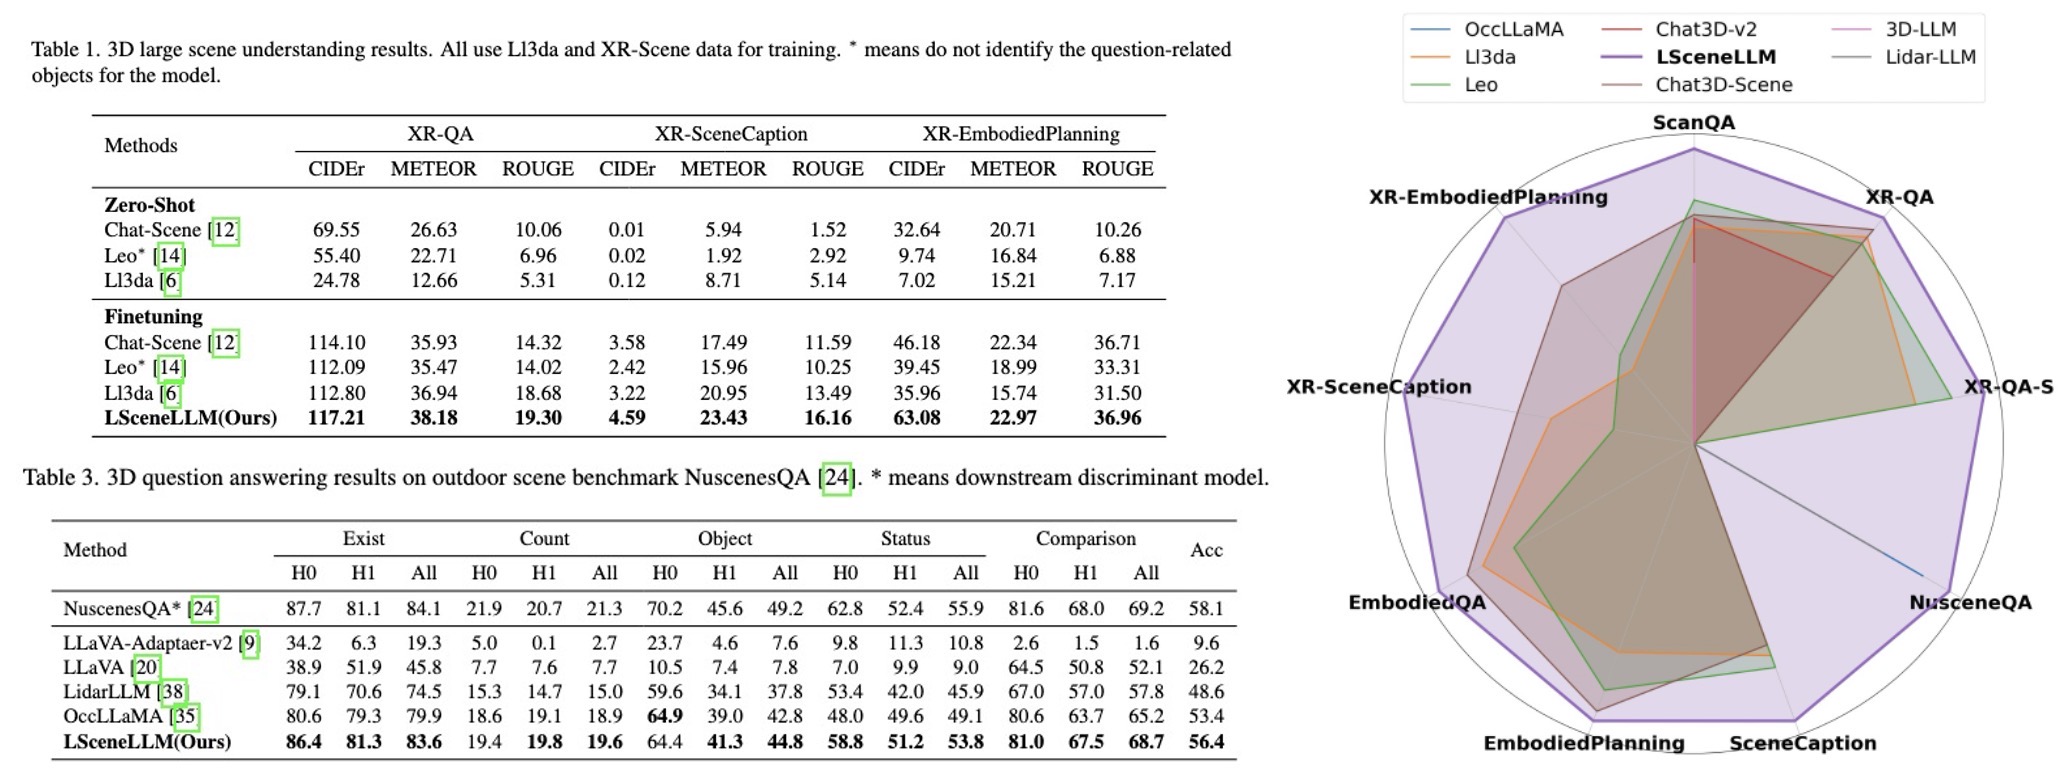 Table 1. 3D large scene understanding results. All use Ll3da and XR-Scene data for training. * means do not identify the question-related
objects for the model.
Methods XR-QA XR-SceneCaption XR-EmbodiedPlanning
CIDEr METEOR ROUGE CIDEr METEOR ROUGE CIDEr METEOR ROUGE
Zero-Shot
Chat-Scene [12] 69.55 26.63 10.06 0.01 5.94 1.52 32.64 20.71 10.26
Leo* [14] 55.40 22.71 6.96 0.02 1.92 2.92 9.74 16.84 6.88
Ll3da [6] 24.78 12.66 5.31 0.12 8.71 5.14 7.02 15.21 7.17
Finetuning
Chat-Scene [12] 114.10 35.93 14.32 3.58 17.49 11.59 46.18 22.34 36.71
Leo* [14] 112.09 35.47 14.02 2.42 15.96 10.25 39.45 18.99 33.31
Ll3da [6] 112.80 36.94 18.68 3.22 20.95 13.49 35.96 15.74 31.50
LSceneLLM(Ours) 117.21 38.18 19.30 4.59 23.43 16.16 63.08 22.97 36.96
Table 3. 3D question answering results on outdoor scene benchmark NuscenesQA [24]. * means downstream discriminant model.
Method Exist Count Object Status Comparison Acc
H0 H1 All H0 H1 All H0 H1 All H0 H1 All H0 H1 All
NuscenesQA* [24] 87.7 81.1 84.1 21.9 20.7 21.3 70.2 45.6 49.2 62.8 52.4 55.9 81.6 68.0 69.2 58.1
LLaVA-Adaptaer-v2 [9] 34.2 6.3 19.3 5.0 0.1 2.7 23.7 4.6 7.6 9.8 11.3 10.8 2.6 1.5 1.6 9.6
LLaVA [20] 38.9 51.9 45.8 7.7 7.6 7.7 10.5 7.4 7.8 7.0 9.9 9.0 64.5 50.8 52.1 26.2
LidarLLM [38] 79.1 70.6 74.5 15.3 14.7 15.0 59.6 34.1 37.8 53.4 42.0 45.9 67.0 57.0 57.8 48.6
OccLLaMA [35] 80.6 79.3 79.9 18.6 19.1 18.9 64.9 39.0 42.8 48.0 49.6 49.1 80.6 63.7 65.2 53.4
LSceneLLM(Ours) 86.4 81.3 83.6 19.4 19.8 19.6 64.4 41.3 44.8 58.8 51.2 53.8 81.0 67.5 68.7 56.4
OccLLaMA Chat3D-v2 3D-LLM
Ll3da LSceneLLM Lidar-LLM
Leo Chat3D-Scene
ScanQA
XR-EmbodiedPlanning XR-QA
XR-SceneCaption XR-QA-S
EmbodiedQA NusceneQA
EmbodiedPlanning SceneCaption